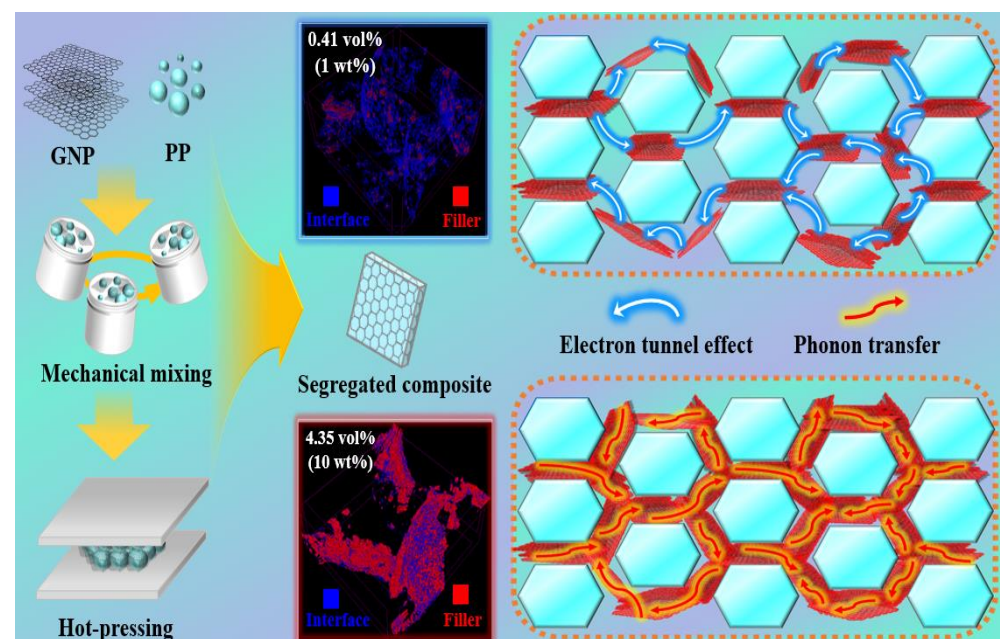 GNP
PP
Mechanical mixing
Hot-pressing
0.41 vol%
(1 wt%)
Interface
Filler
Segregated composite
4.35 vol%
(10 wt%)
Interface
Filler
Electron tunnel effect
Phonon transfer